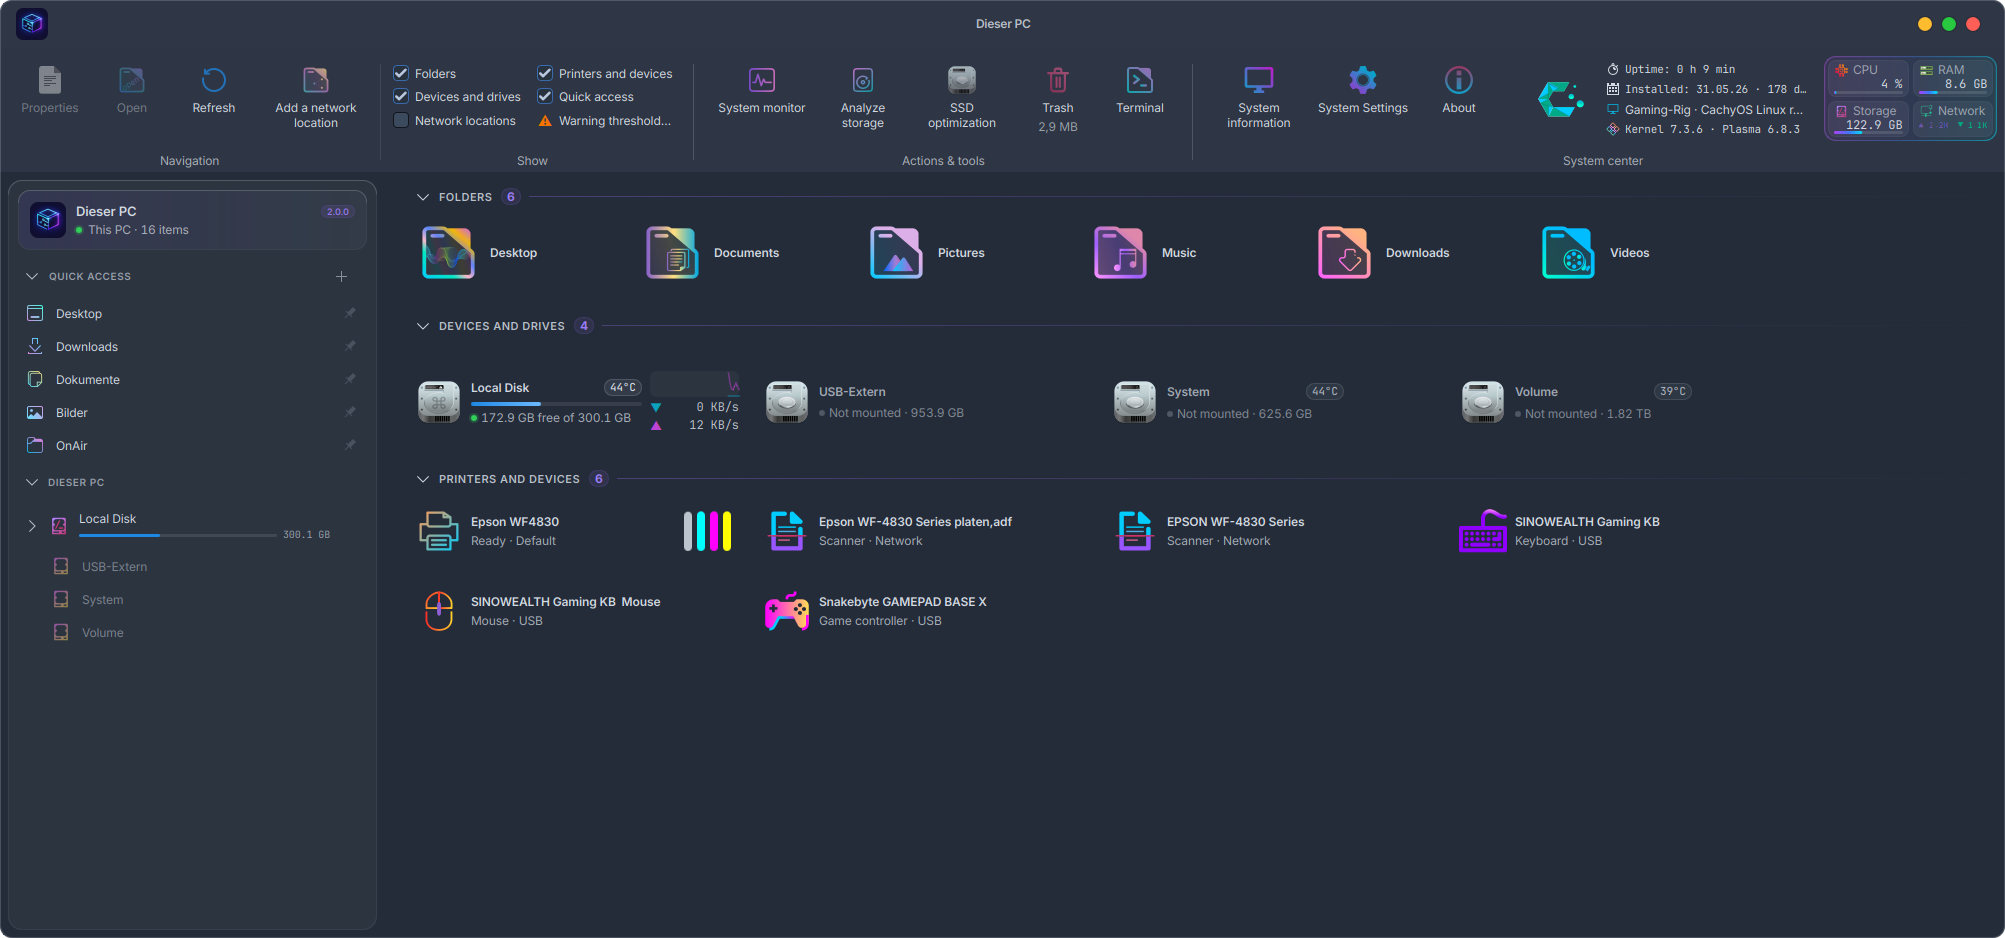 Dieser PC
Properties
Open
Refresh
Add a network
location
Navigation
Folders
Devices and drives
Network locations
Printers and devices
Quick access
Warning threshold...
Show
System monitor
Analyze
storage
SSD
optimization
Trash
2,9 MB
Terminal
Actions & tools
System
information
System Settings
About
Uptime: 0 h 9 min
Installed: 31.05.26 · 178 d…
Gaming-Rig · CachyOS Linux r…
Kernel 7.3.6 · Plasma 6.8.3
System center
CPU
4 %
RAM
8.6 GB
Storage
122.9 GB
Network
Dieser PC
2.0.0
This PC · 16 items
QUICK ACCESS
Desktop
Downloads
Dokumente
Bilder
OnAir
DIESER PC
Local Disk
300.1 GB
USB-Extern
System
Volume
FOLDERS 6
Desktop
Documents
Pictures
Music
Downloads
Videos
DEVICES AND DRIVES 4
Local Disk
44°C
172.9 GB free of 300.1 GB
0 KB/s
12 KB/s
USB-Extern
Not mounted · 953.9 GB
System
44°C
Not mounted · 625.6 GB
Volume
39°C
Not mounted · 1.82 TB
PRINTERS AND DEVICES 6
Epson WF4830
Ready · Default
Epson WF-4830 Series platen,adf
Scanner · Network
EPSON WF-4830 Series
Scanner · Network
SINOWEALTH Gaming KB
Keyboard · USB
SINOWEALTH Gaming KB  Mouse
Mouse · USB
Snakebyte GAMEPAD BASE X
Game controller · USB